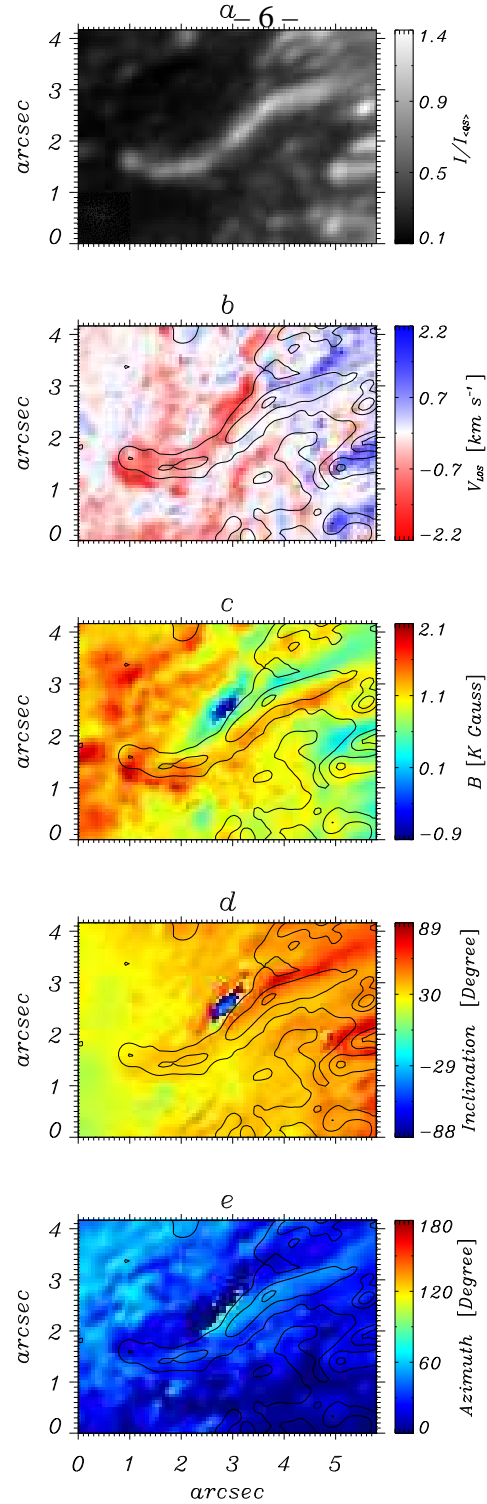 a
– 6 –
4
3
2
1
0
arcsec
1.4
0.9
0.5
0.1
I/I<QS>
b
4
3
2
1
0
arcsec
2.2
0.7
−0.7
−2.2
VLOS [km s−1]
c
4
3
2
1
0
arcsec
2.1
1.1
0.1
−0.9
B [K Gauss]
d
4
3
2
1
0
arcsec
89
30
−29
−88
Inclination [Degree]
e
4
3
2
1
0
arcsec
180
120
60
0
Azimuth [Degree]
0 1 2 3 4 5
arcsec